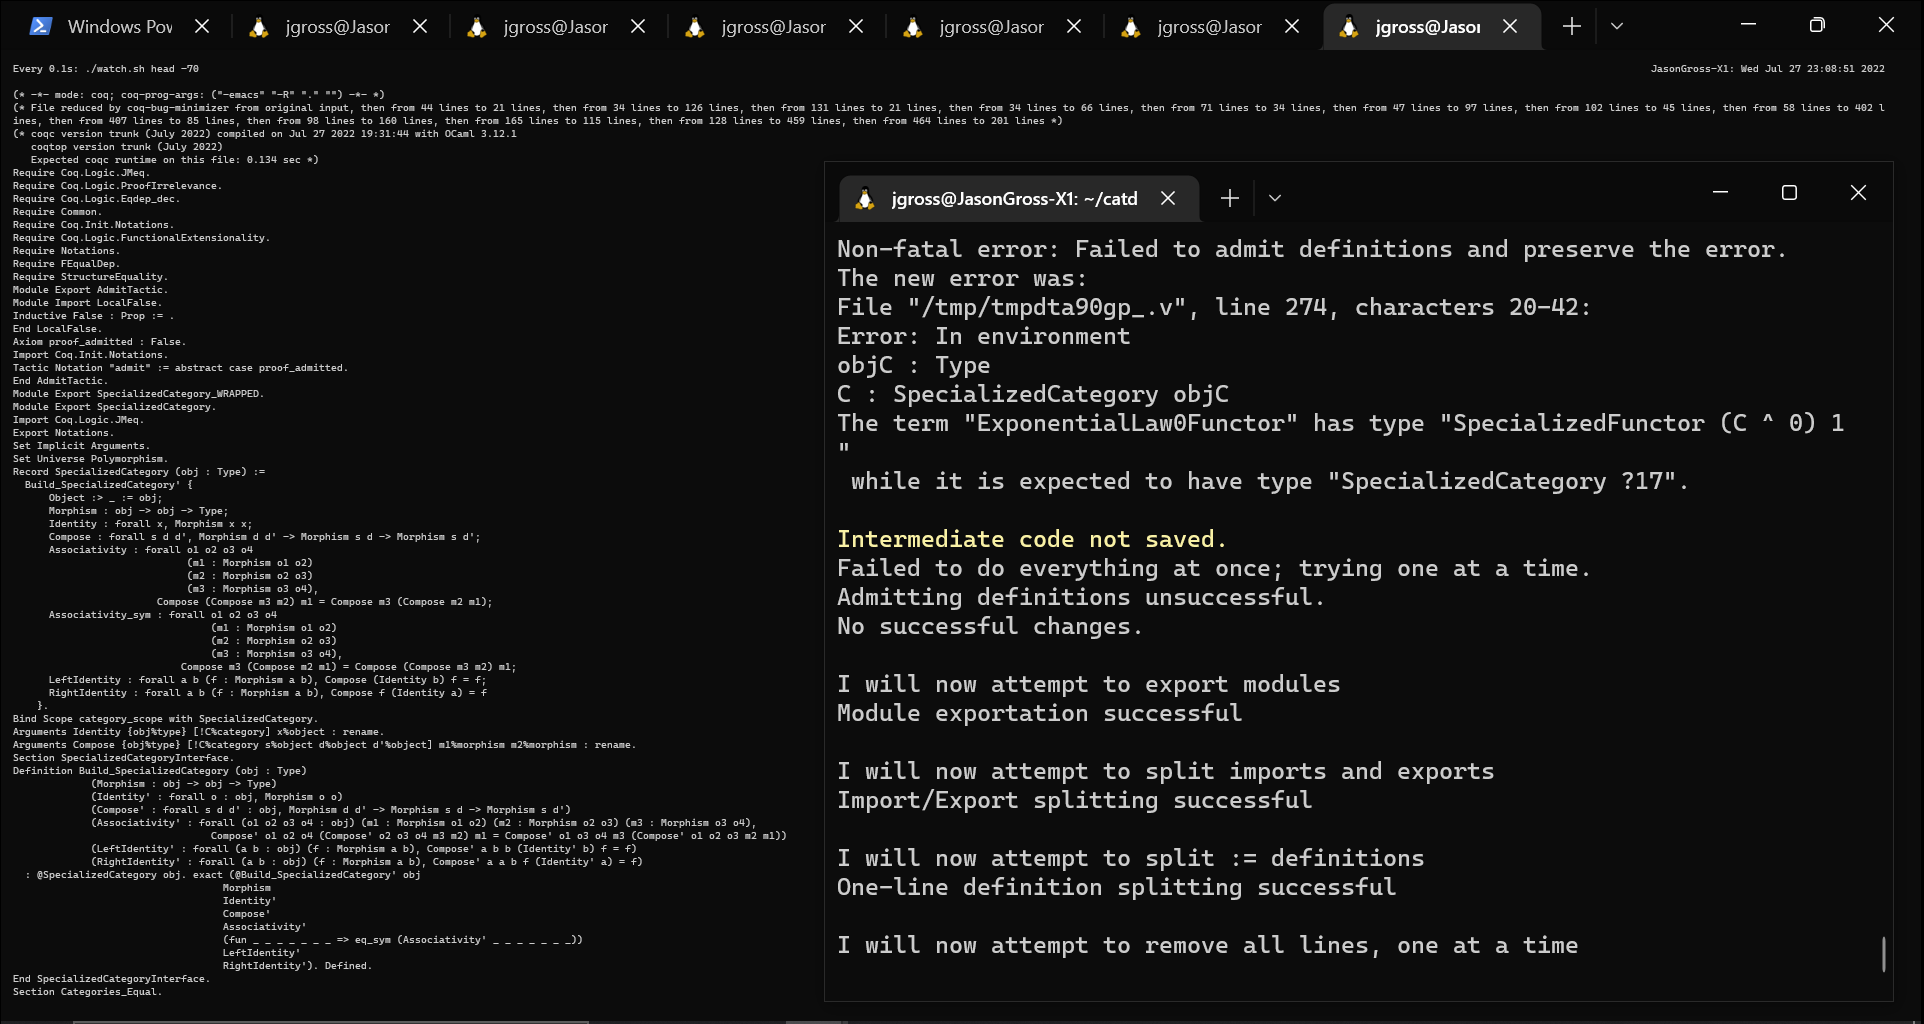 Windows Pov
jgross@Jasor
jgross@Jasor
jgross@Jasor
jgross@Jasor
jgross@Jasor
jgross@Jasor
Every 0.1s: ./watch.sh head -70
JasonGross-X1: Wed Jul 27 23:08:51 2022
(* -*- mode: coq; coq-prog-args: ("-emacs" "-R" "." "") -*- *)
(* File reduced by coq-bug-minimizer from original input, then from 44 lines to 21 lines, then from 34 lines to 126 lines, then from 131 lines to 21 lines, then from 34 lines to 66 lines, then from 71 lines to 34 lines, then from 47 lines to 97 lines, then from 102 lines to 45 lines, then from 58 lines to 402 l
ines, then from 407 lines to 85 lines, then from 98 lines to 160 lines, then from 165 lines to 115 lines, then from 128 lines to 459 lines, then from 464 lines to 201 lines *)
(* coqc version trunk (July 2022) compiled on Jul 27 2022 19:31:44 with OCaml 3.12.1
   coqtop version trunk (July 2022)
   Expected coqc runtime on this file: 0.134 sec *)
Require Coq.Logic.JMeq.
Require Coq.Logic.ProofIrrelevance.
Require Coq.Logic.Eqdep_dec.
Require Common.
Require Coq.Init.Notations.
Require Coq.Logic.FunctionalExtensionality.
Require Notations.
Require FEqualDep.
Require StructureEquality.
Module Export AdmitTactic.
Module Import LocalFalse.
Inductive False : Prop := .
End LocalFalse.
Axiom proof_admitted : False.
Import Coq.Init.Notations.
Tactic Notation "admit" := abstract case proof_admitted.
End AdmitTactic.
Module Export SpecializedCategory_WRAPPED.
Module Export SpecializedCategory.
Import Coq.Logic.JMeq.
Export Notations.
Set Implicit Arguments.
Set Universe Polymorphism.
Record SpecializedCategory (obj : Type) :=
  Build_SpecializedCategory' {
      Object :> _ := obj;
      Morphism : obj -> obj -> Type;
      Identity : forall x, Morphism x x;
      Compose : forall s d d', Morphism d d' -> Morphism s d -> Morphism s d';
      Associativity : forall o1 o2 o3 o4
                             (m1 : Morphism o1 o2)
                             (m2 : Morphism o2 o3)
                             (m3 : Morphism o3 o4),
                        Compose (Compose m3 m2) m1 = Compose m3 (Compose m2 m1);
      Associativity_sym : forall o1 o2 o3 o4
                                 (m1 : Morphism o1 o2)
                                 (m2 : Morphism o2 o3)
                                 (m3 : Morphism o3 o4),
                            Compose m3 (Compose m2 m1) = Compose (Compose m3 m2) m1;
      LeftIdentity : forall a b (f : Morphism a b), Compose (Identity b) f = f;
      RightIdentity : forall a b (f : Morphism a b), Compose f (Identity a) = f
    }.
Bind Scope category_scope with SpecializedCategory.
Arguments Identity {obj%type} [!C%category] x%object : rename.
Arguments Compose {obj%type} [!C%category s%object d%object d'%object] m1%morphism m2%morphism : rename.
Section SpecializedCategoryInterface.
Definition Build_SpecializedCategory (obj : Type)
             (Morphism : obj -> obj -> Type)
             (Identity' : forall o : obj, Morphism o o)
             (Compose' : forall s d d' : obj, Morphism d d' -> Morphism s d -> Morphism s d')
             (Associativity' : forall (o1 o2 o3 o4 : obj) (m1 : Morphism o1 o2) (m2 : Morphism o2 o3) (m3 : Morphism o3 o4),
                                 Compose' o1 o2 o4 (Compose' o2 o3 o4 m3 m2) m1 = Compose' o1 o3 o4 m3 (Compose' o1 o2 o3 m2 m1))
             (LeftIdentity' : forall (a b : obj) (f : Morphism a b), Compose' a b b (Identity' b) f = f)
             (RightIdentity' : forall (a b : obj) (f : Morphism a b), Compose' a a b f (Identity' a) = f)
  : @SpecializedCategory obj. exact (@Build_SpecializedCategory' obj
                                   Morphism
                                   Identity'
                                   Compose'
                                   Associativity'
                                   (fun _ _ _ _ _ _ _ => eq_sym (Associativity' _ _ _ _ _ _ _))
                                   LeftIdentity'
                                   RightIdentity'). Defined.
End SpecializedCategoryInterface.
Section Categories_Equal.
jgross@JasonGross-X1: ~/catd
Non-fatal error: Failed to admit definitions and preserve the error.
The new error was:
File "/tmp/tmpdta90gp_.v", line 274, characters 20-42:
Error: In environment
objC : Type
C : SpecializedCategory objC
The term "ExponentialLaw0Functor" has type "SpecializedFunctor (C ^ 0) 1
"
 while it is expected to have type "SpecializedCategory ?17".
Intermediate code not saved.
Failed to do everything at once; trying one at a time.
Admitting definitions unsuccessful.
No successful changes.
I will now attempt to export modules
Module exportation successful
I will now attempt to split imports and exports
Import/Export splitting successful
I will now attempt to split := definitions
One-line definition splitting successful
I will now attempt to remove all lines, one at a time